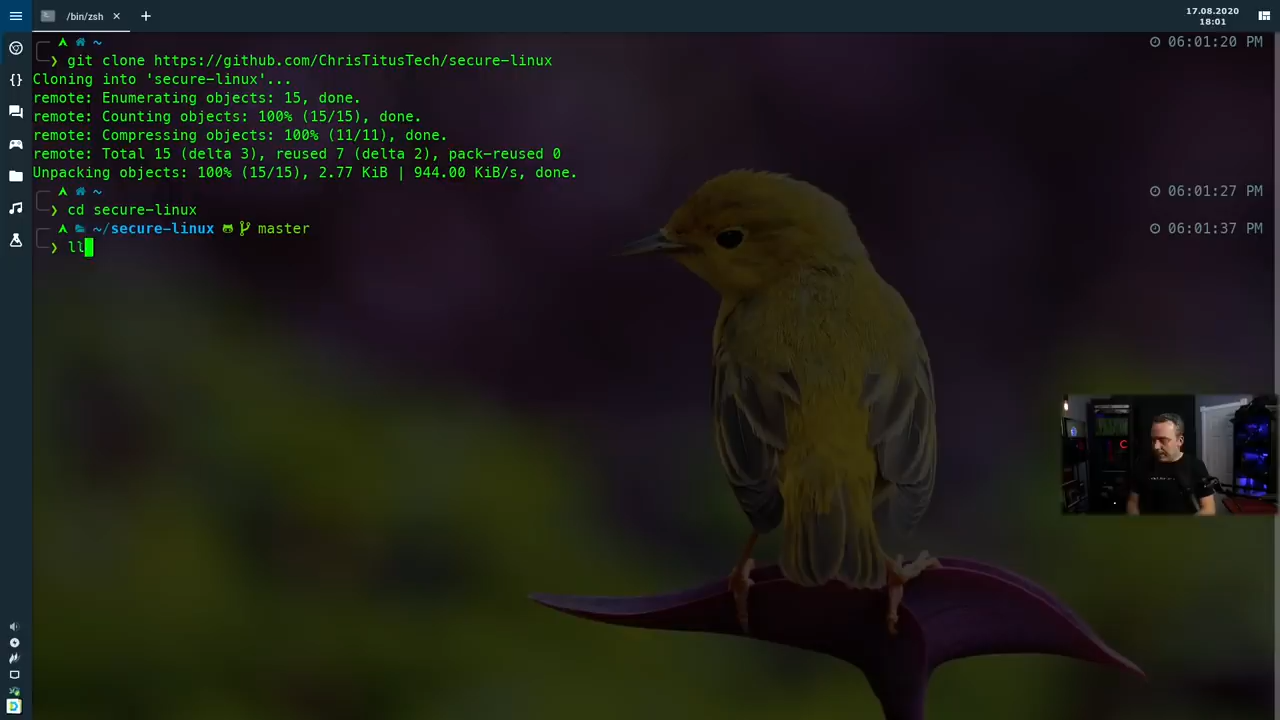 /bin/zsh
17.08.2020
18:01
~ 06:01:20 PM
❯ git clone https://github.com/ChrisTitusTech/secure-linux
Cloning into 'secure-linux'...
remote: Enumerating objects: 15, done.
remote: Counting objects: 100% (15/15), done.
remote: Compressing objects: 100% (11/11), done.
remote: Total 15 (delta 3), reused 7 (delta 2), pack-reused 0
Unpacking objects: 100% (15/15), 2.77 KiB | 944.00 KiB/s, done.
~ 06:01:27 PM
❯ cd secure-linux
~/secure-linux master 06:01:37 PM
❯ ll